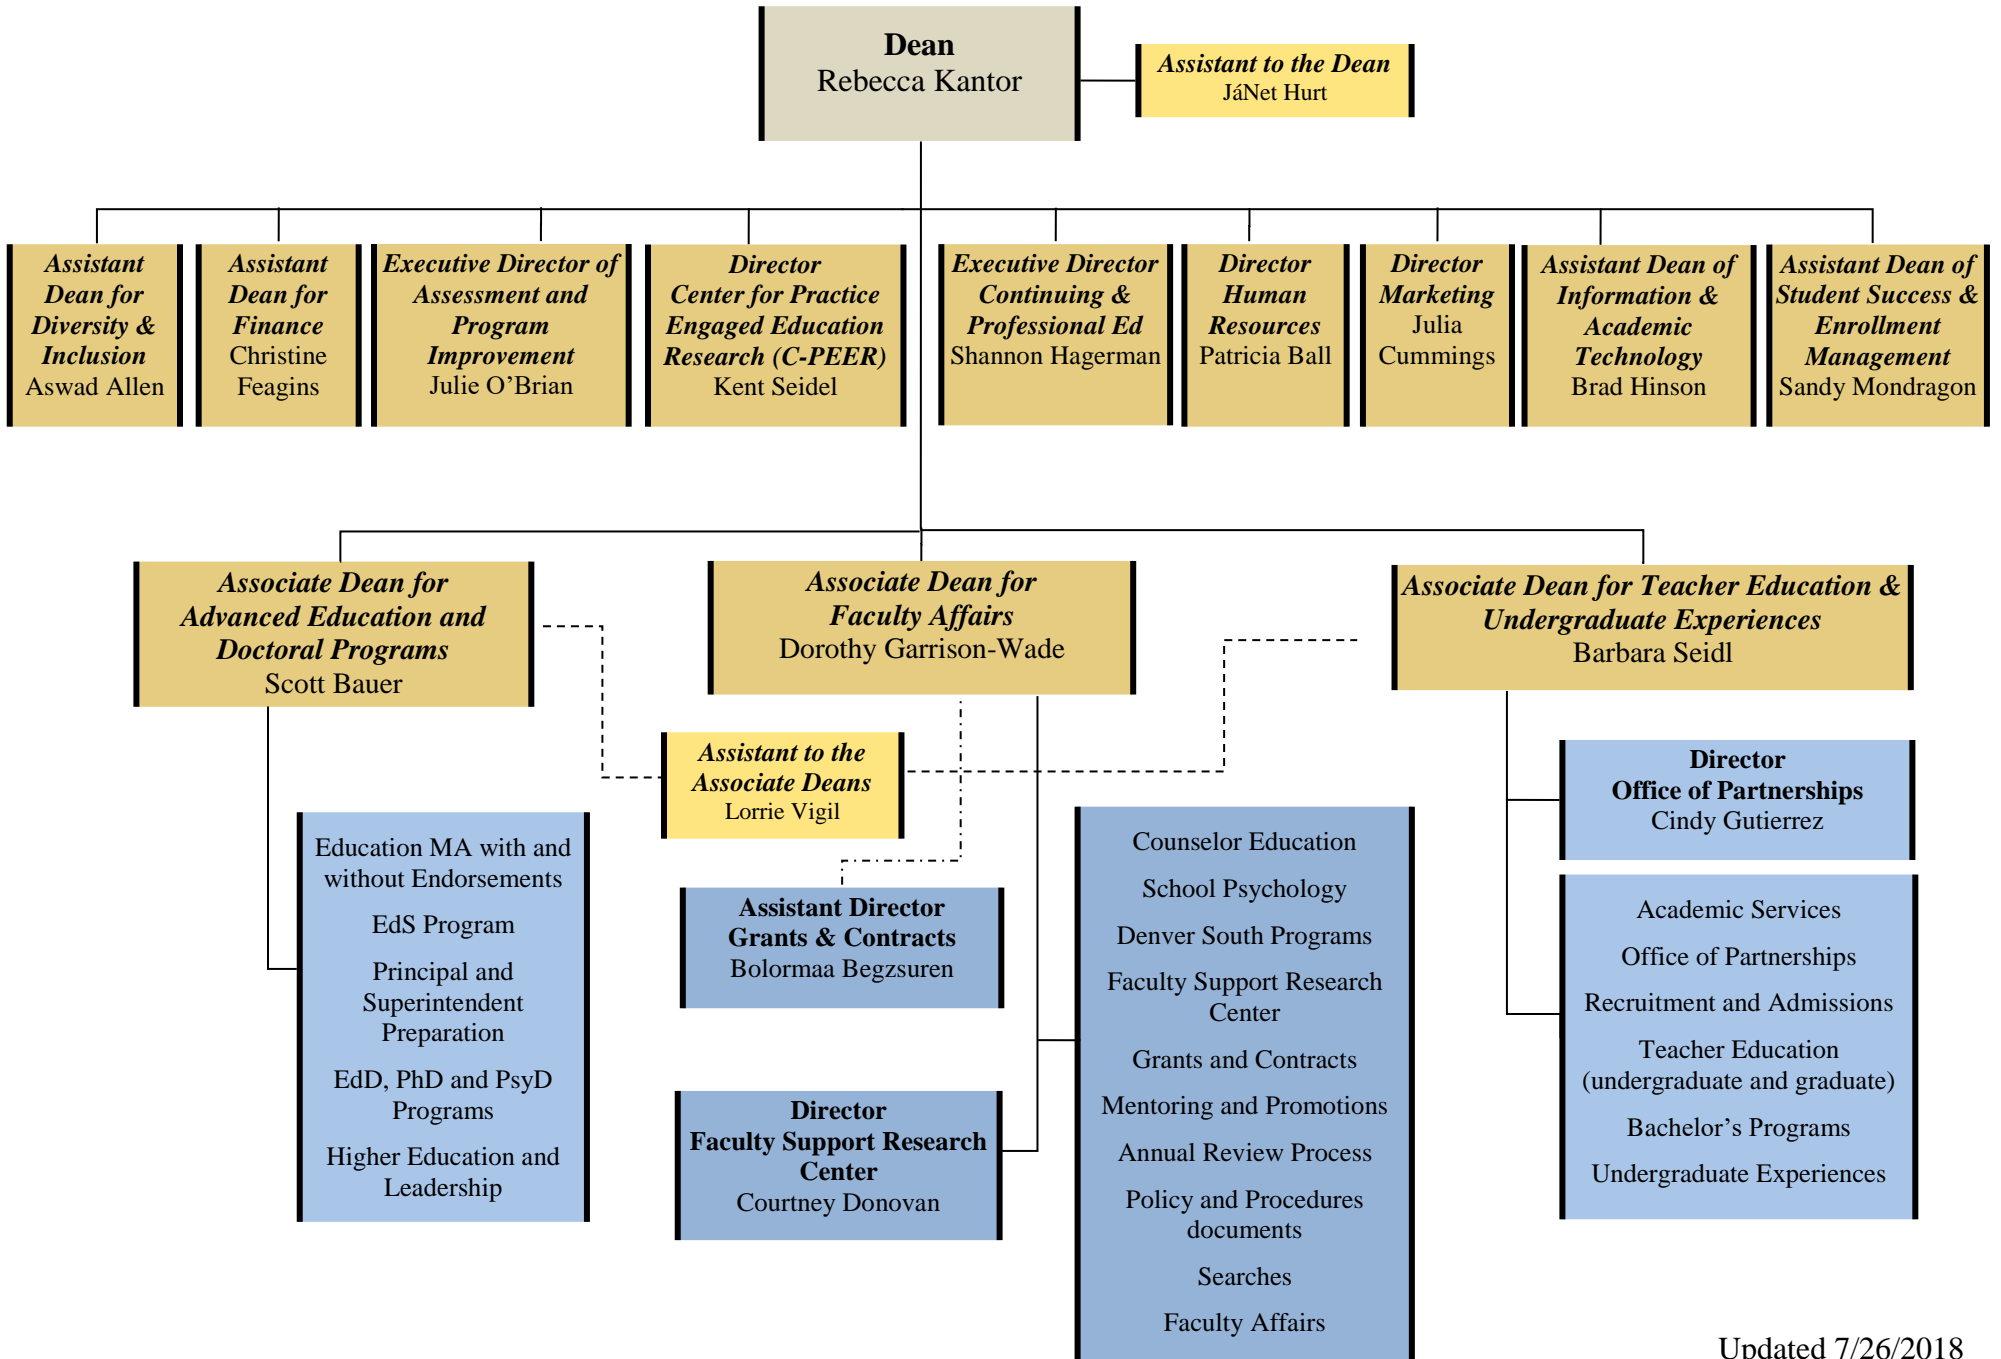 Dean
Rebecca Kantor
Assistant to the Dean
JáNet Hurt
Assistant
Dean for
Diversity &
Inclusion
Aswad Allen
Assistant
Dean for
Finance
Christine
Feagins
Executive Director of
Assessment and
Program
Improvement
Julie O’Brian
Director
Center for Practice
Engaged Education
Research (C-PEER)
Kent Seidel
Executive Director
Continuing &
Professional Ed
Shannon Hagerman
Director
Human
Resources
Patricia Ball
Director
Marketing
Julia
Cummings
Assistant Dean of
Information &
Academic
Technology
Brad Hinson
Assistant Dean of
Student Success &
Enrollment
Management
Sandy Mondragon
Associate Dean for
Advanced Education and
Doctoral Programs
Scott Bauer
Associate Dean for
Faculty Affairs
Dorothy Garrison-Wade
Associate Dean for Teacher Education &
Undergraduate Experiences
Barbara Seidl
Assistant to the
Associate Deans
Lorrie Vigil
Director
Office of Partnerships
Cindy Gutierrez
Education MA with and
without Endorsements
EdS Program
Principal and
Superintendent
Preparation
EdD, PhD and PsyD
Programs
Higher Education and
Leadership
Assistant Director
Grants & Contracts
Bolormaa Begzsuren
Director
Faculty Support Research
Center
Courtney Donovan
Counselor Education
School Psychology
Denver South Programs
Faculty Support Research
Center
Grants and Contracts
Mentoring and Promotions
Annual Review Process
Policy and Procedures
documents
Searches
Faculty Affairs
Academic Services
Office of Partnerships
Recruitment and Admissions
Teacher Education
(undergraduate and graduate)
Bachelor’s Programs
Undergraduate Experiences
Updated 7/26/2018